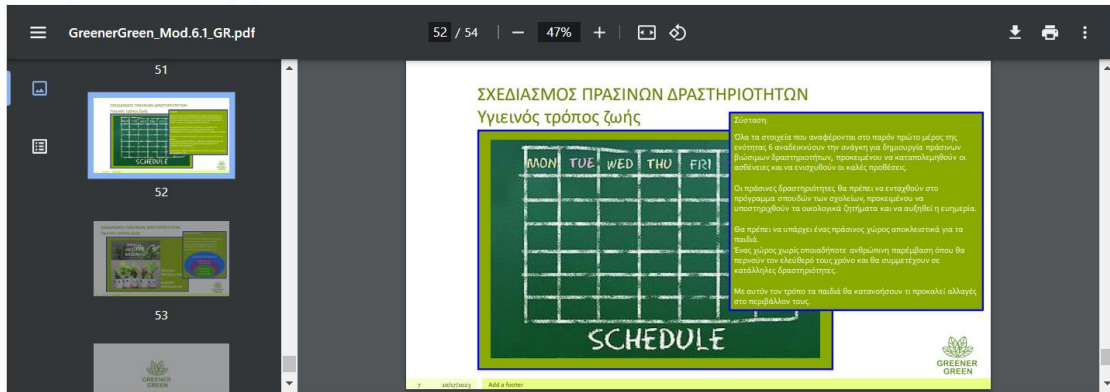 GreenerGreen_Mod.6.1_GR.pdf
52 / 54
47%
51
52
53
ΣΧΕΔΙΑΣΜΟΣ ΠΡΑΣΙΝΩΝ ΔΡΑΣΤΗΡΙΟΤΗΤΩΝ
Υγιεινός τρόπος ζωής
MON TUE WED THU FRI
SCHEDULE
Σύσταση:
Όλα τα στοιχεία που αναφέρονται στο παρόν πρώτο μέρος της
ενότητας 6 αναδεικνύουν την ανάγκη για δημιουργία πράσινων
βιώσιμων δραστηριοτήτων, προκειμένου να καταπολεμηθούν οι
ασθένειες και να ενισχυθούν οι καλές προθέσεις.
Οι πράσινες δραστηριότητες θα πρέπει να ενταχθούν στο
πρόγραμμα σπουδών των σχολείων, προκειμένου να
υποστηριχθούν τα οικολογικά ζητήματα και να αυξηθεί η ευημερία.
Θα πρέπει να υπάρχει ένας πράσινος χώρος αποκλειστικά για τα
παιδιά.
Ένας χώρος χωρίς οποιαδήποτε ανθρώπινη παρέμβαση όπου θα
περνούν τον ελεύθερό τους χρόνο και θα συμμετέχουν σε
κατάλληλες δραστηριότητες.
Με αυτόν τον τρόπο τα παιδιά θα κατανοήσουν τι προκαλεί αλλαγές
στο περιβάλλον τους.
GREENER
GREEN
7 10/17/2023 Add a footer